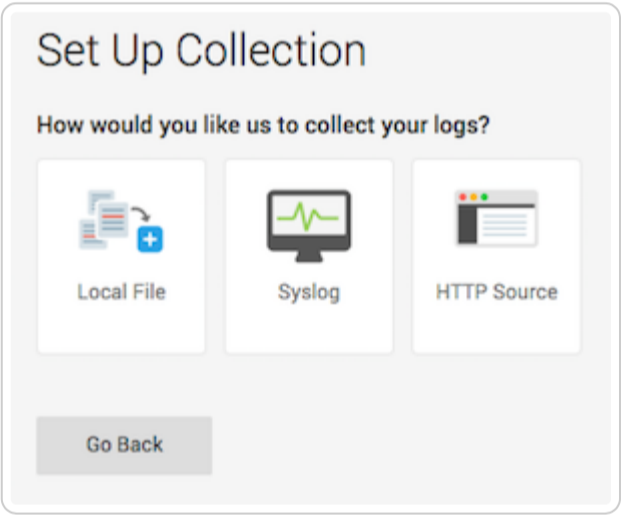 Set Up Collection
How would you like us to collect your logs?
Local File
Syslog
HTTP Source
Go Back